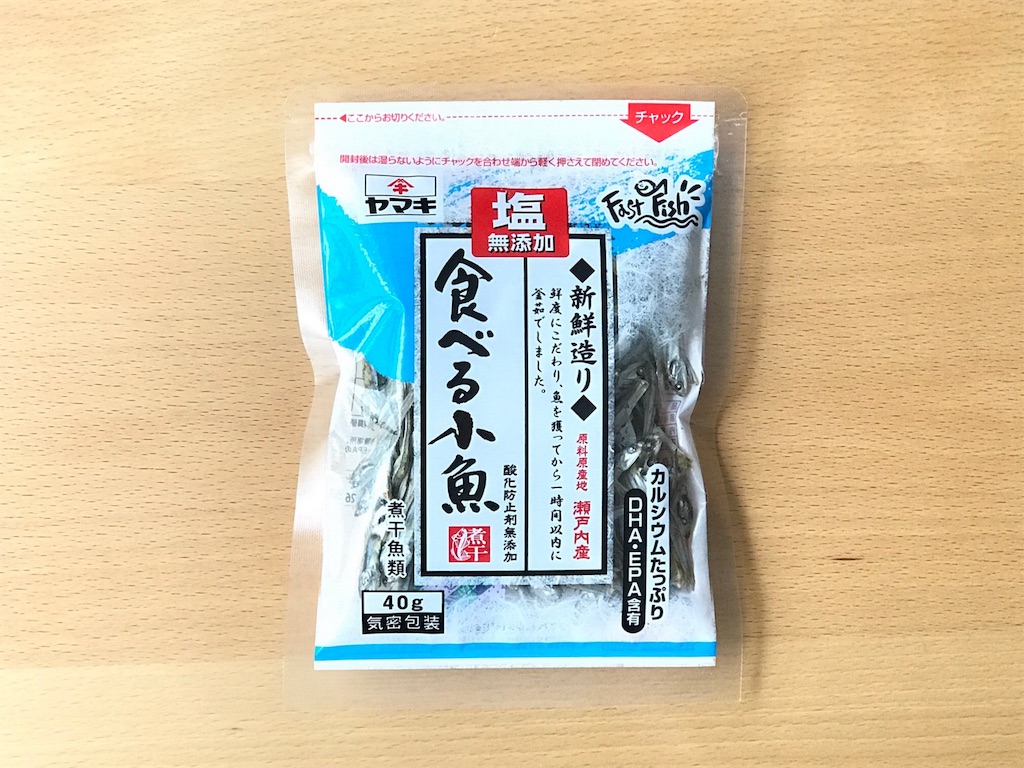 ここからお切りください。
チャック
開封後は湿らないようにチャックを合わせ端から軽く押さえて閉めてください。
ヤマキ
塩
無添加
Fast Fish
◆新鮮造り◆
鮮度にこだわり、魚を獲ってから一時間以内に
釜茹でしました。
原料原産地 瀬戸内産
食べる小魚
酸化防止剤無添加
煮干
煮干魚類
カルシウムたっぷり
DHA・EPA含有
40g
気密包装